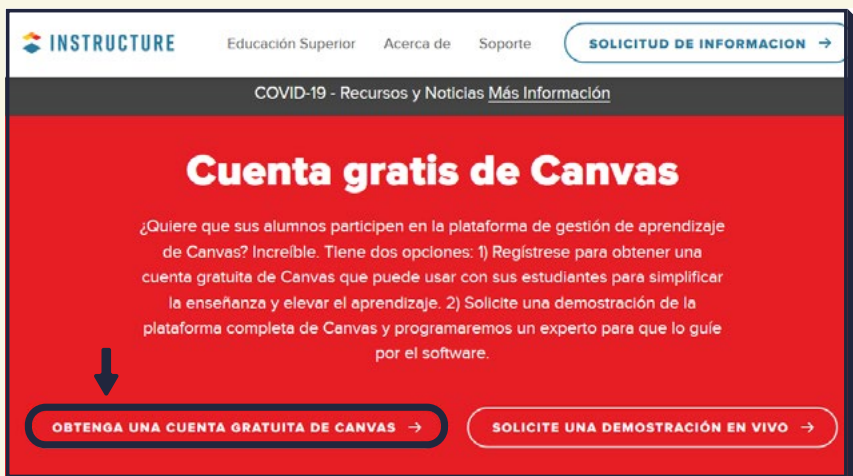 INSTRUCTURE
Educación Superior
Acerca de
Soporte
SOLICITUD DE INFORMACION →
COVID-19 - Recursos y Noticias Más Información
Cuenta gratis de Canvas
¿Quiere que sus alumnos participen en la plataforma de gestión de aprendizaje
de Canvas? Increíble. Tiene dos opciones: 1) Regístrese para obtener una
cuenta gratuita de Canvas que puede usar con sus estudiantes para simplificar
la enseñanza y elevar el aprendizaje. 2) Solicite una demostración de la
plataforma completa de Canvas y programaremos un experto para que lo guíe
por el software.
OBTENGA UNA CUENTA GRATUITA DE CANVAS →
SOLICITE UNA DEMOSTRACIÓN EN VIVO →